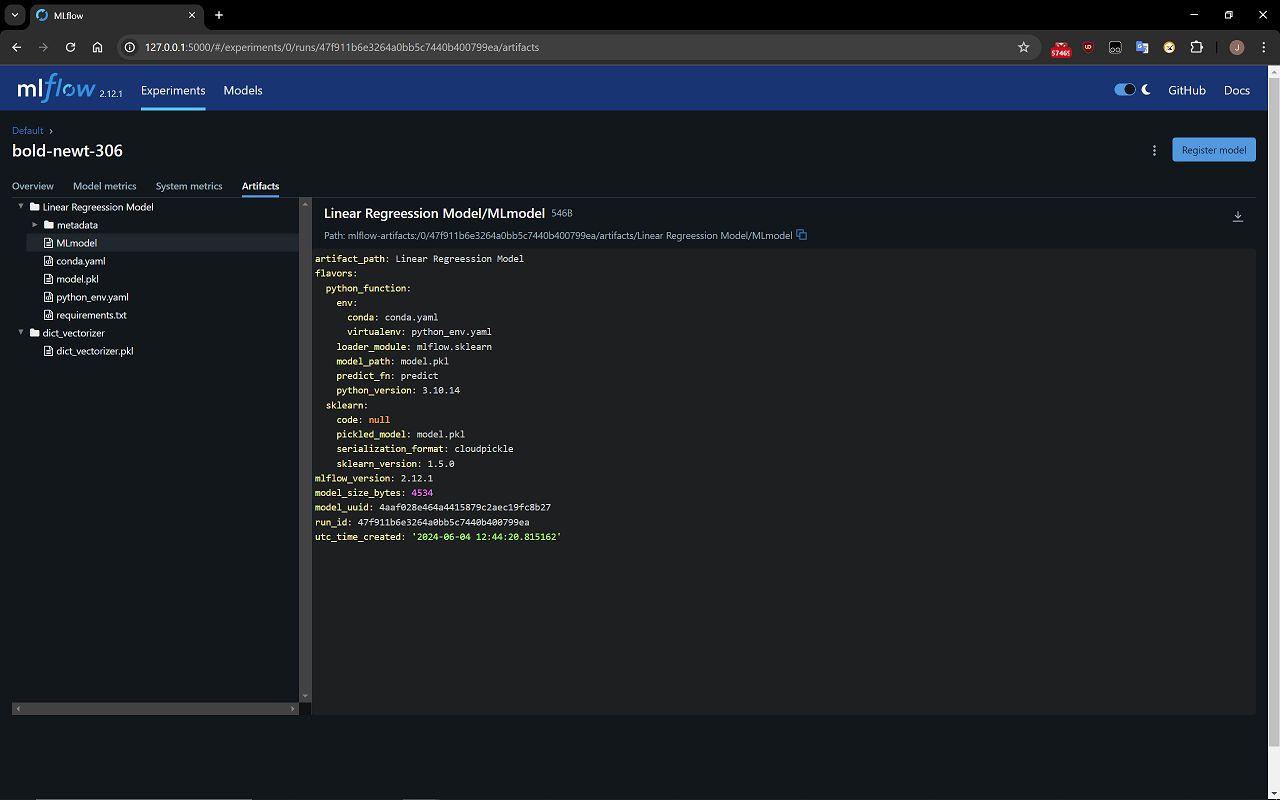 MLflow
127.0.0.1:5000/#/experiments/0/runs/47f911b6e3264a0bb5c7440b400799ea/artifacts
57465
J
mlflow 2.12.1 Experiments Models GitHub Docs
Default
bold-newt-306
Register model
Overview Model metrics System metrics Artifacts
Linear Regreession Model
metadata
MLmodel
conda.yaml
model.pkl
python_env.yaml
requirements.txt
dict_vectorizer
dict_vectorizer.pkl
Linear Regreession Model/MLmodel 546B
Path: mlflow-artifacts:/0/47f911b6e3264a0bb5c7440b400799ea/artifacts/Linear Regreession Model/MLmodel
artifact_path: Linear Regreession Model
flavors:
python_function:
env:
conda: conda.yaml
virtualenv: python_env.yaml
loader_module: mlflow.sklearn
model_path: model.pkl
predict_fn: predict
python_version: 3.10.14
sklearn:
code: null
pickled_model: model.pkl
serialization_format: cloudpickle
sklearn_version: 1.5.0
mlflow_version: 2.12.1
model_size_bytes: 4534
model_uuid: 4aaf028e464a4415879c2aec19fc8b27
run_id: 47f911b6e3264a0bb5c7440b400799ea
utc_time_created: '2024-06-04 12:44:20.815162'